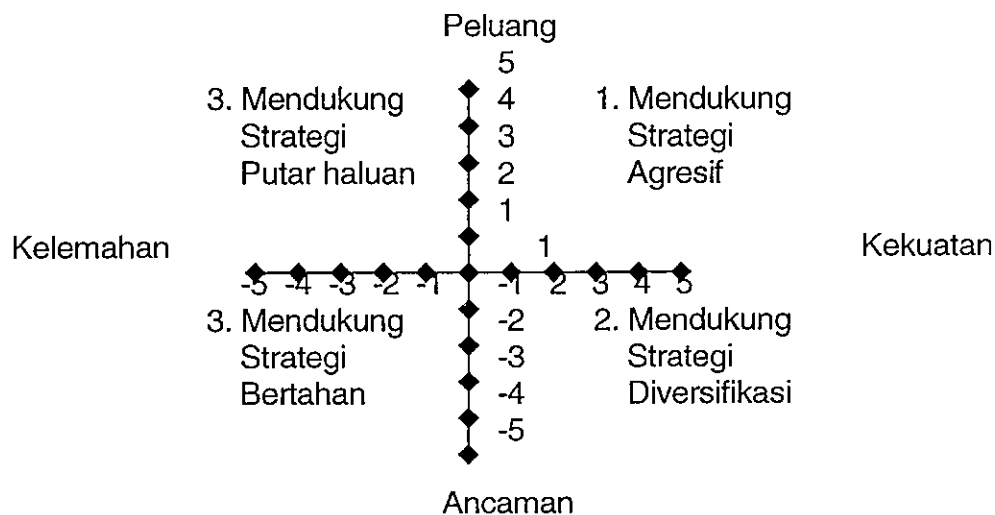 Peluang
5
3. Mendukung
Strategi
Putar haluan
4
3
2
1
1. Mendukung
Strategi
Agresif
Kelemahan
1
Kekuatan
-5 -4 -3 -2 -1 -1 2 3 4 5
3. Mendukung
Strategi
Bertahan
-2
-3
-4
-5
2. Mendukung
Strategi
Diversifikasi
Ancaman